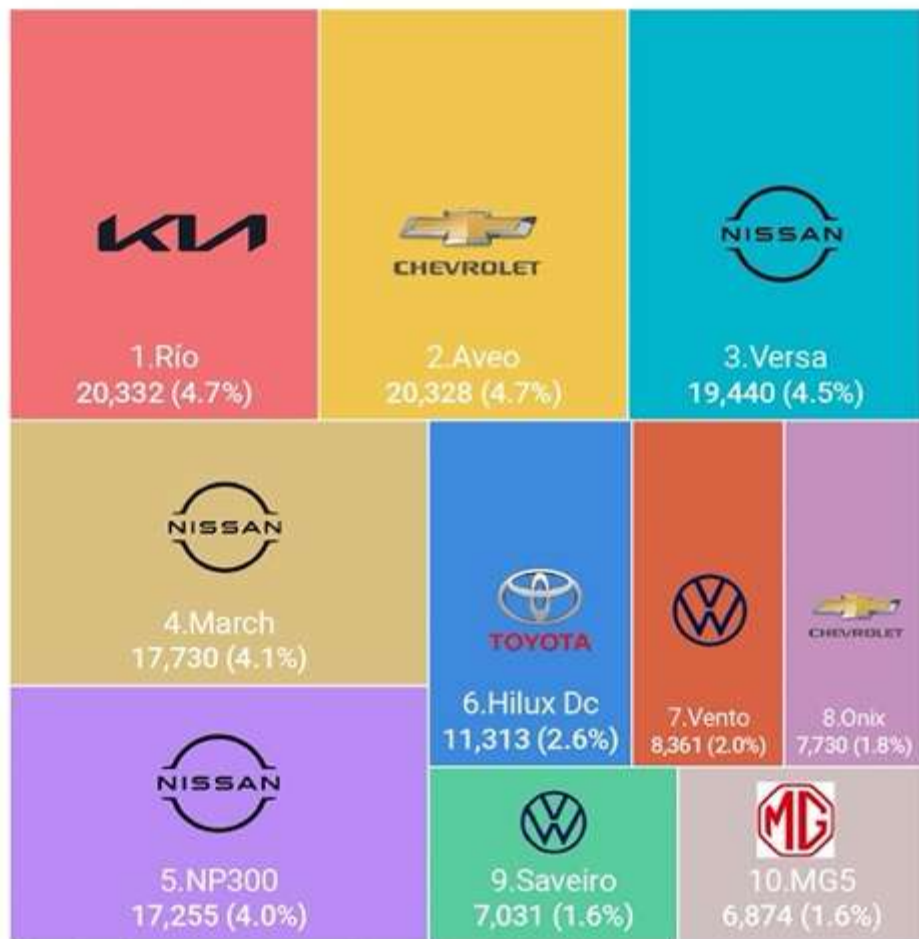 KIA
1.Río
20,332 (4.7%)
CHEVROLET
2.Aveo
20,328 (4.7%)
NISSAN
3.Versa
19,440 (4.5%)
NISSAN
4.March
17,730 (4.1%)
NISSAN
5.NP300
17,255 (4.0%)
TOYOTA
6.Hilux Dc
11,313 (2.6%)
VW
7.Vento
8,361 (2.0%)
CHEVROLET
8.Onix
7,730 (1.8%)
VW
9.Saveiro
7,031 (1.6%)
MG
10.MG5
6,874 (1.6%)